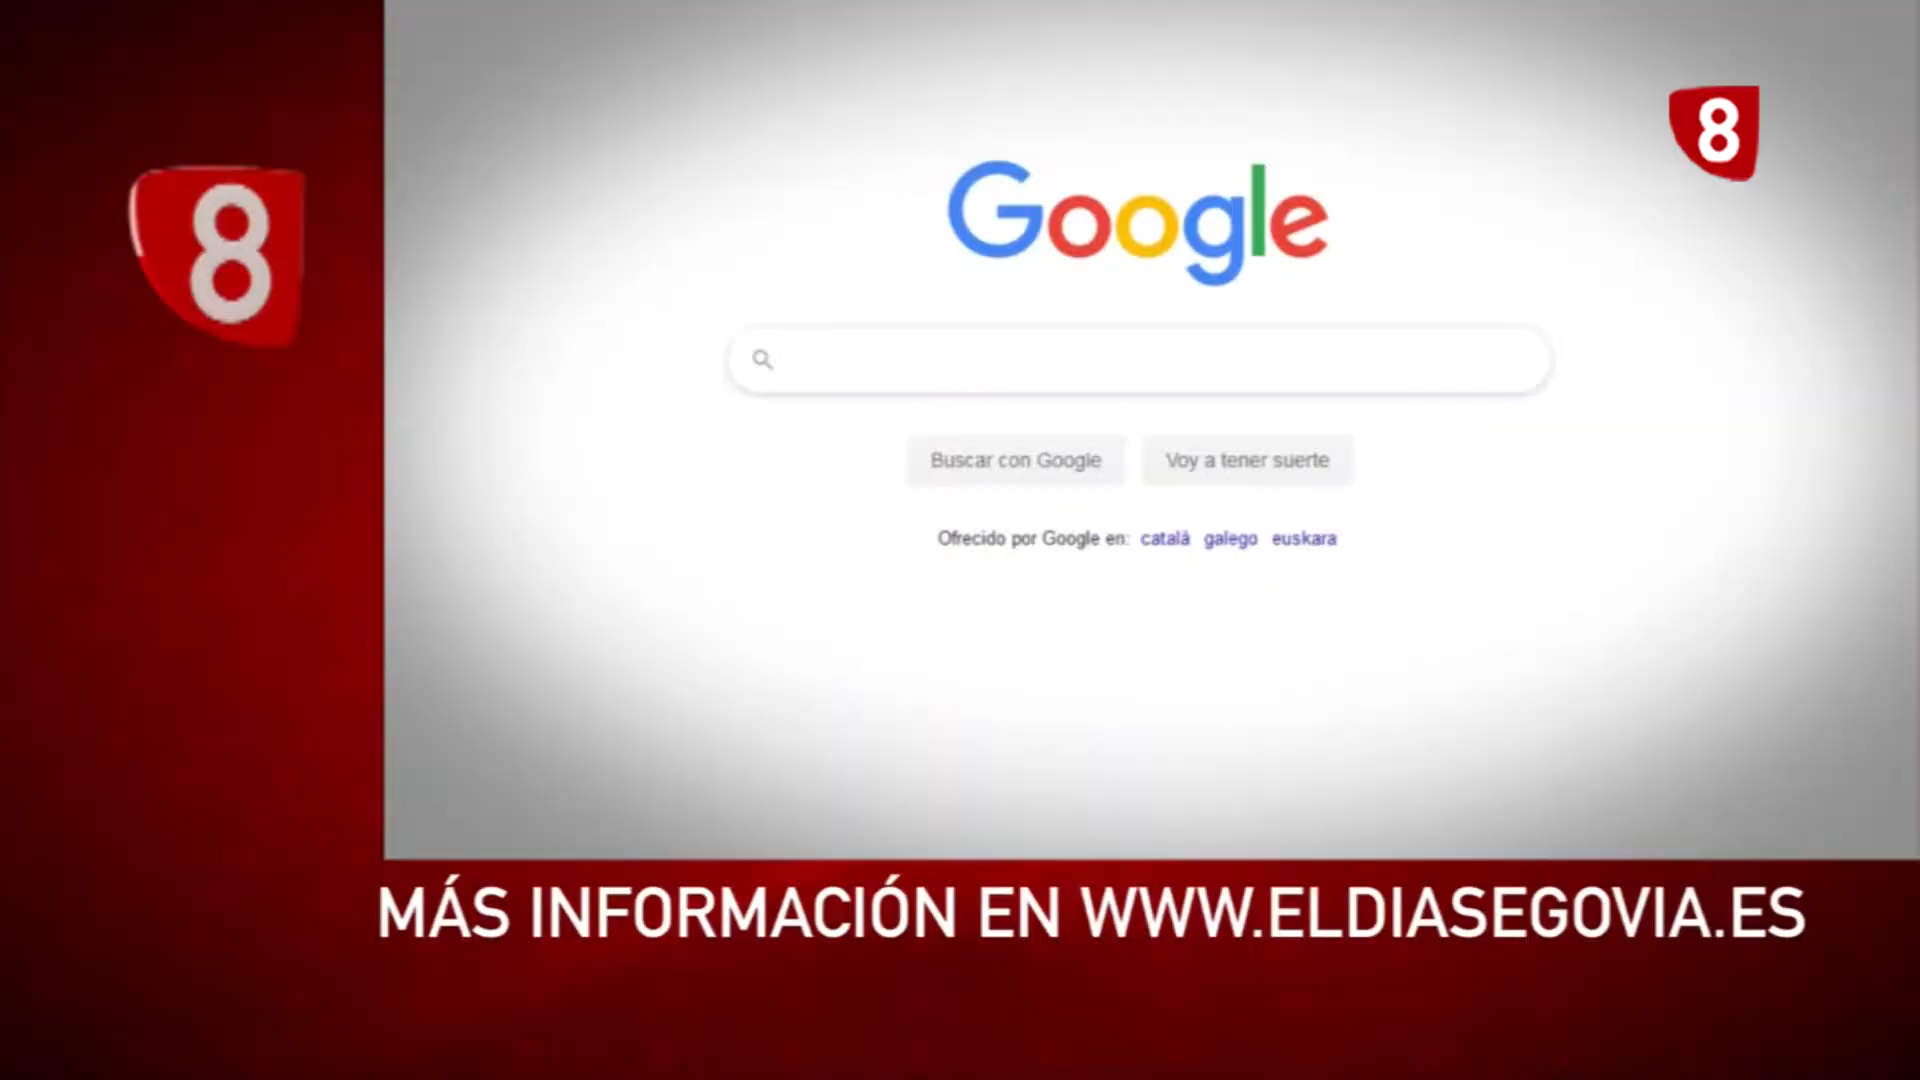 8
8
Google
Buscar con Google
Voy a tener suerte
Ofrecido por Google en: català galego euskara
MÁS INFORMACIÓN EN WWW.ELDIASEGOVIA.ES